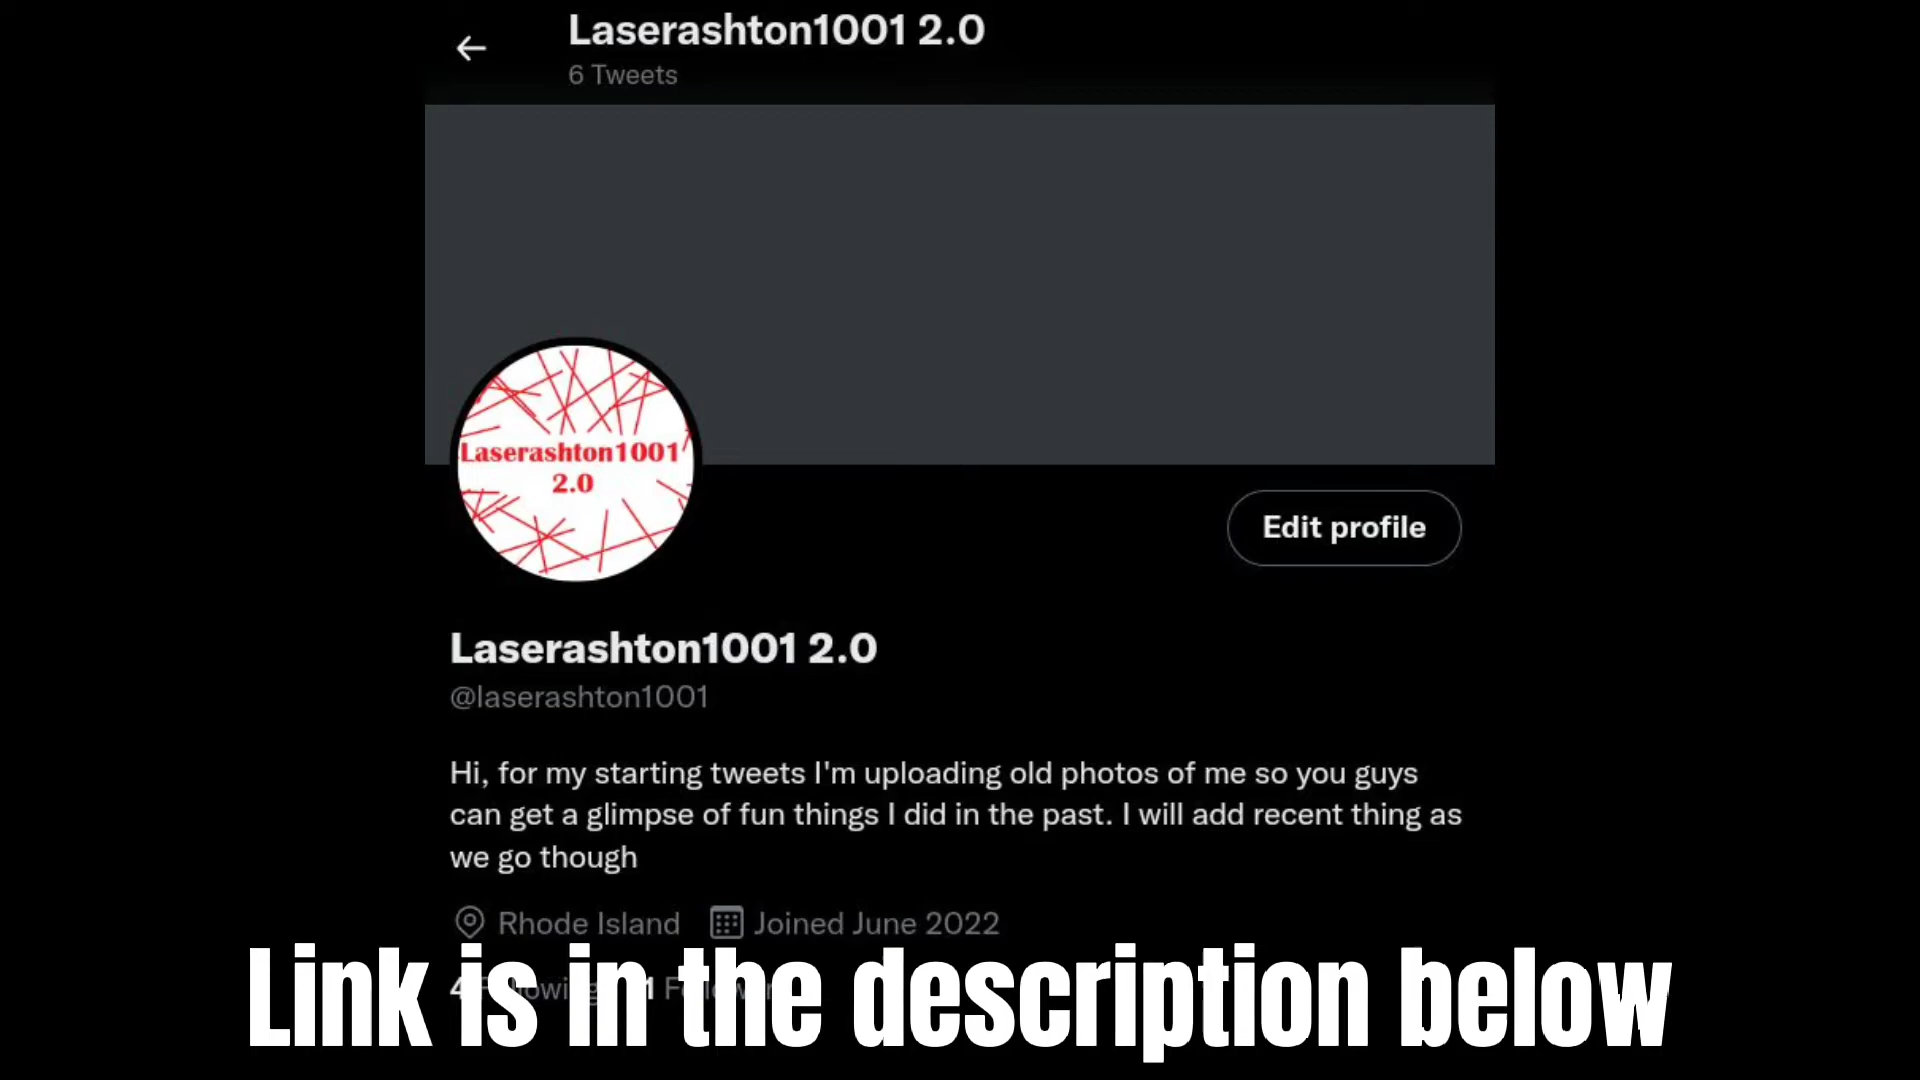 Laserashton1001 2.0
6 Tweets
Laserashton1001
2.0
Edit profile
Laserashton1001 2.0
@laserashton1001
Hi, for my starting tweets I'm uploading old photos of me so you guys
can get a glimpse of fun things I did in the past. I will add recent thing as
we go though
Rhode Island Joined June 2022
Link is in the description below